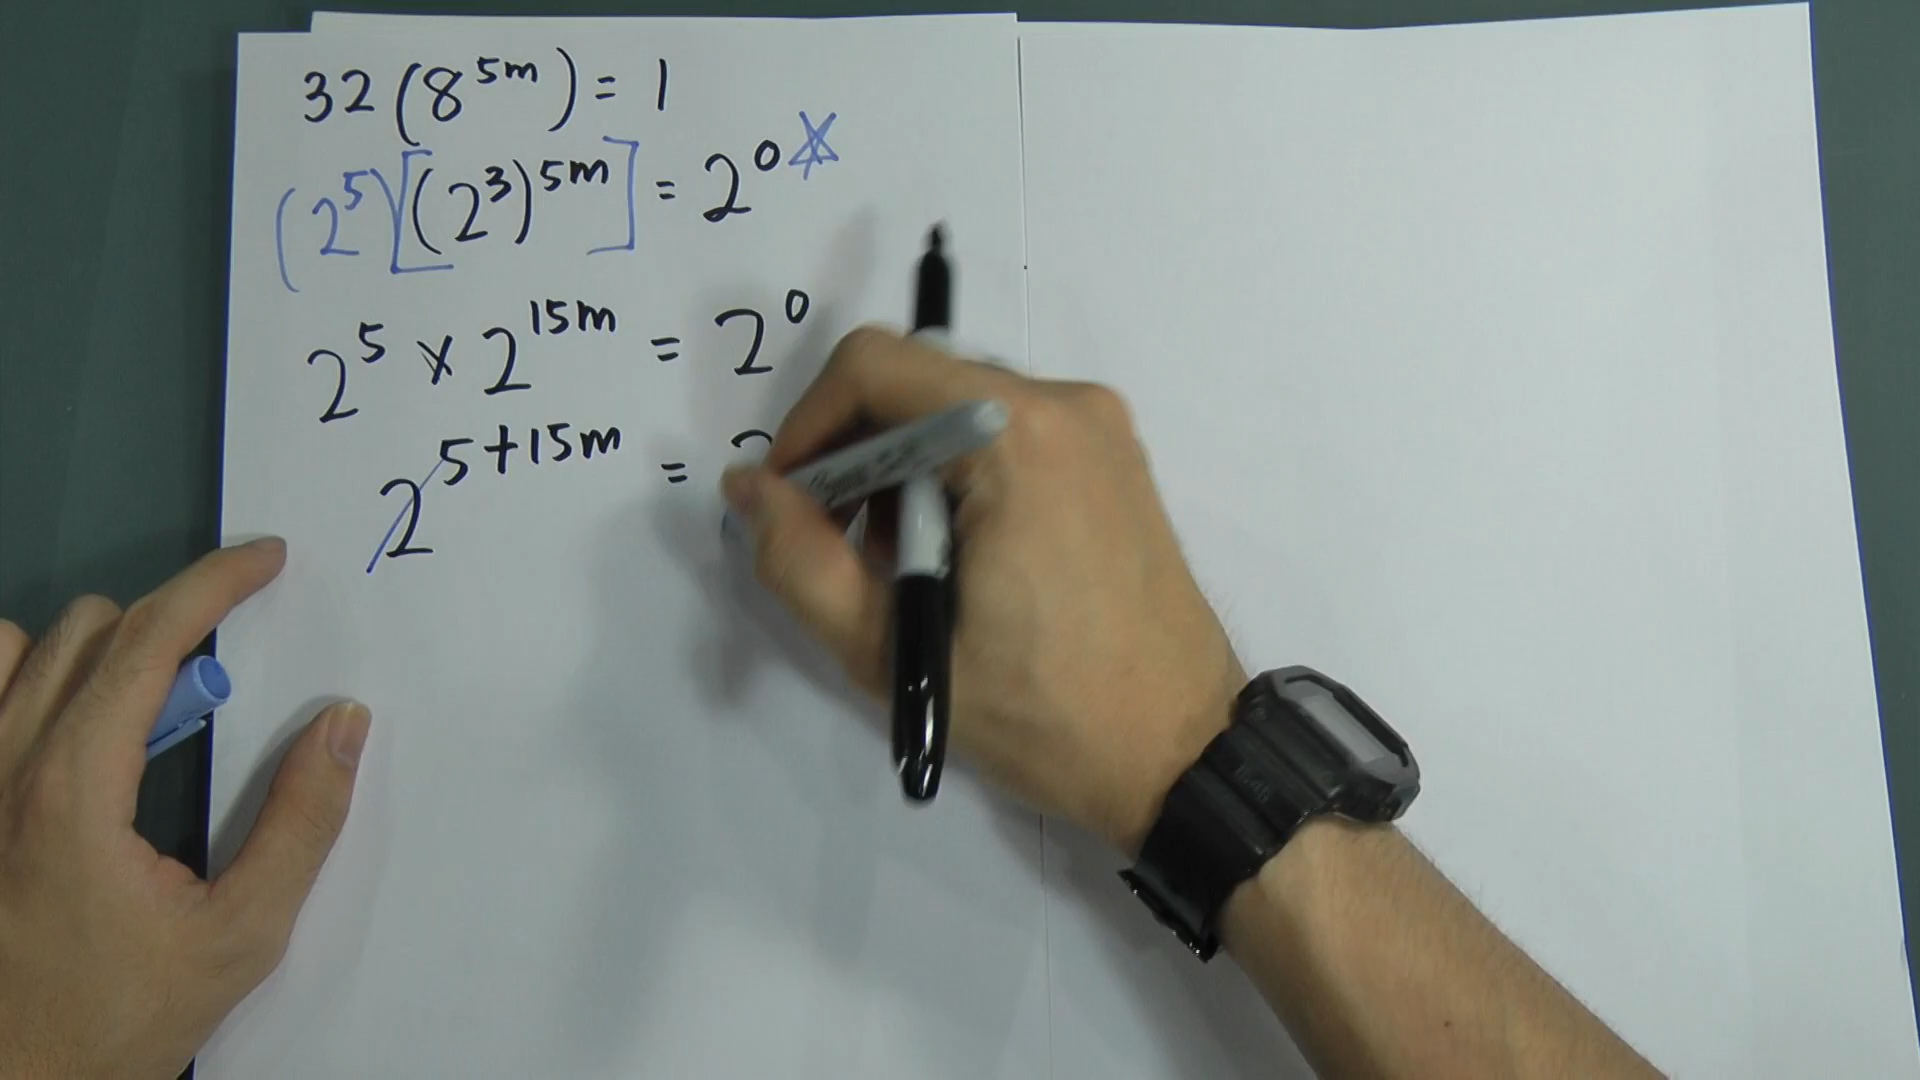 32(8^5m) = 1
(2^5)[(2^3)^5m] = 2^0
2^5 × 2^15m = 2^0
2^5+15m = 2